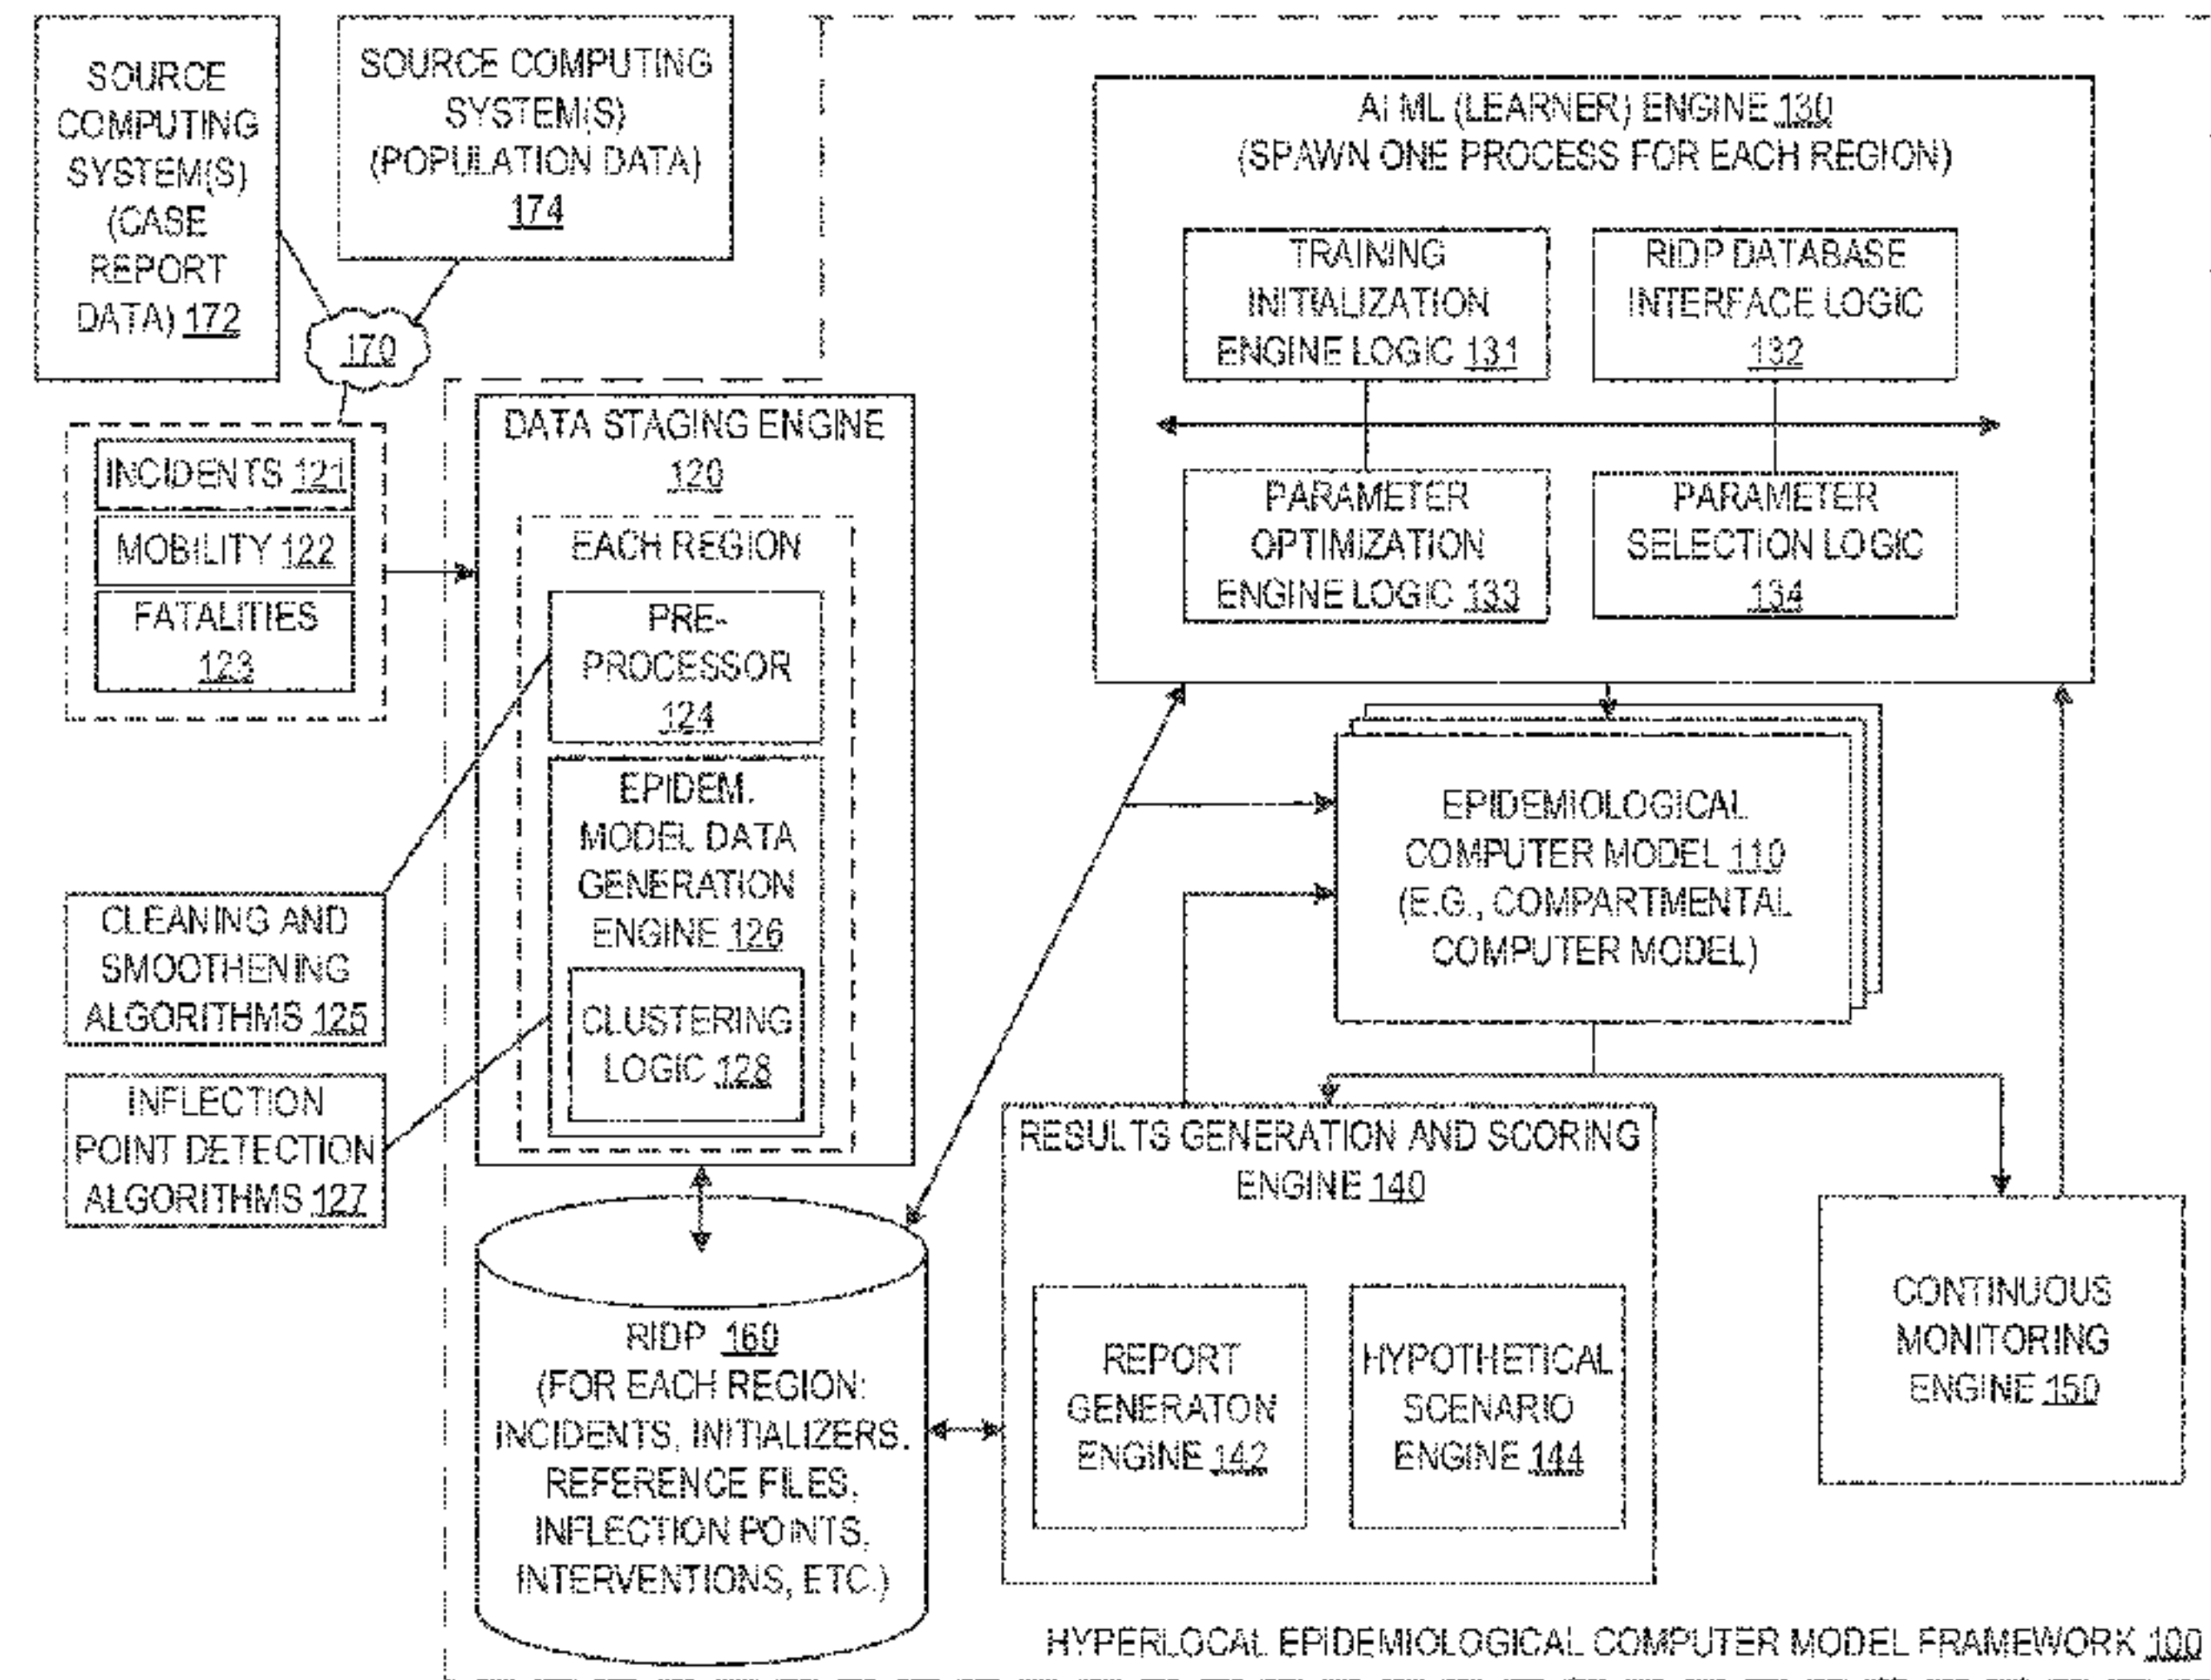 SOURCE
COMPUTING
SYSTEM(S)
(CASE
REPORT
DATA) 172
SOURCE COMPUTING
SYSTEM(S)
(POPULATION DATA)
174
170
INCIDENTS 121
MOBILITY 122
FATALITIES
123
DATA STAGING ENGINE
120
EACH REGION
PRE-
PROCESSOR
124
EPIDEM.
MODEL DATA
GENERATION
ENGINE 126
CLUSTERING
LOGIC 128
CLEANING AND
SMOOTHENING
ALGORITHMS 125
INFLECTION
POINT DETECTION
ALGORITHMS 127
RIDP 160
(FOR EACH REGION:
INCIDENTS, INITIALIZERS,
REFERENCE FILES,
INFLECTION POINTS,
INTERVENTIONS, ETC.)
AI ML (LEARNER) ENGINE 130
(SPAWN ONE PROCESS FOR EACH REGION)
TRAINING
INITIALIZATION
ENGINE LOGIC 131
RIDP DATABASE
INTERFACE LOGIC
132
PARAMETER
OPTIMIZATION
ENGINE LOGIC 133
PARAMETER
SELECTION LOGIC
134
EPIDEMIOLOGICAL
COMPUTER MODEL 110
(E.G., COMPARTMENTAL
COMPUTER MODEL)
RESULTS GENERATION AND SCORING
ENGINE 140
REPORT
GENERATON
ENGINE 142
HYPOTHETICAL
SCENARIO
ENGINE 144
CONTINUOUS
MONITORING
ENGINE 150
HYPERLOCAL EPIDEMIOLOGICAL COMPUTER MODEL FRAMEWORK 100